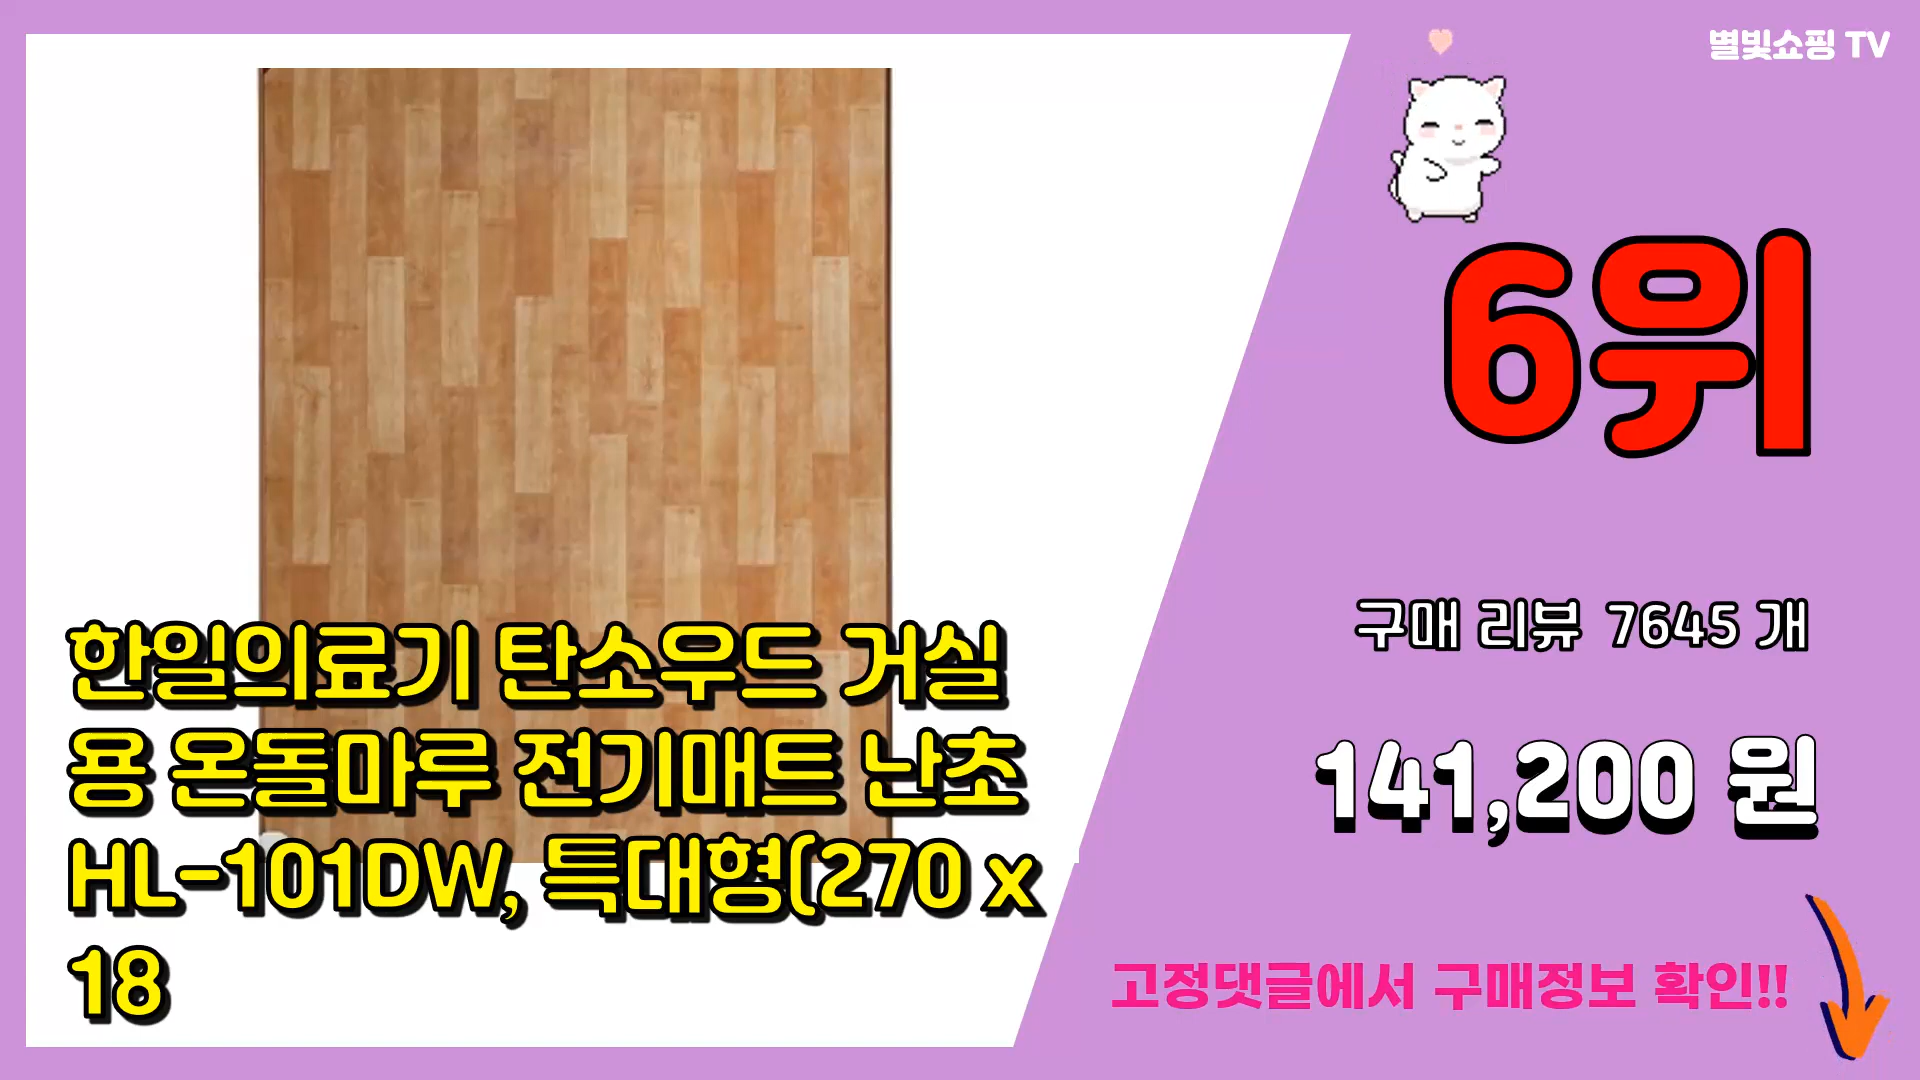 별빛쇼핑 TV
6위
구매 리뷰 7645 개
141,200 원
한일의료기 탄소우드 거실
용 온돌마루 전기매트 난초
HL-101DW, 특대형(270 x
18
고정댓글에서 구매정보 확인!!